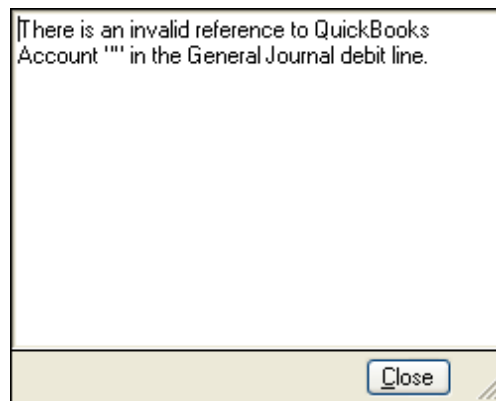 There is an invalid reference to QuickBooks
Account "" in the General Journal debit line.
Close